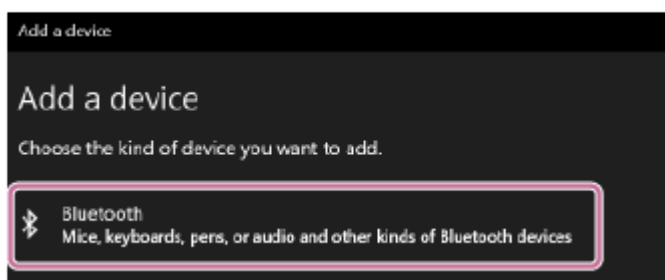 Add a device
Add a device
Choose the kind of device you want to add.
Bluetooth
Mice, keyboards, pens, or audio and other kinds of Bluetooth devices